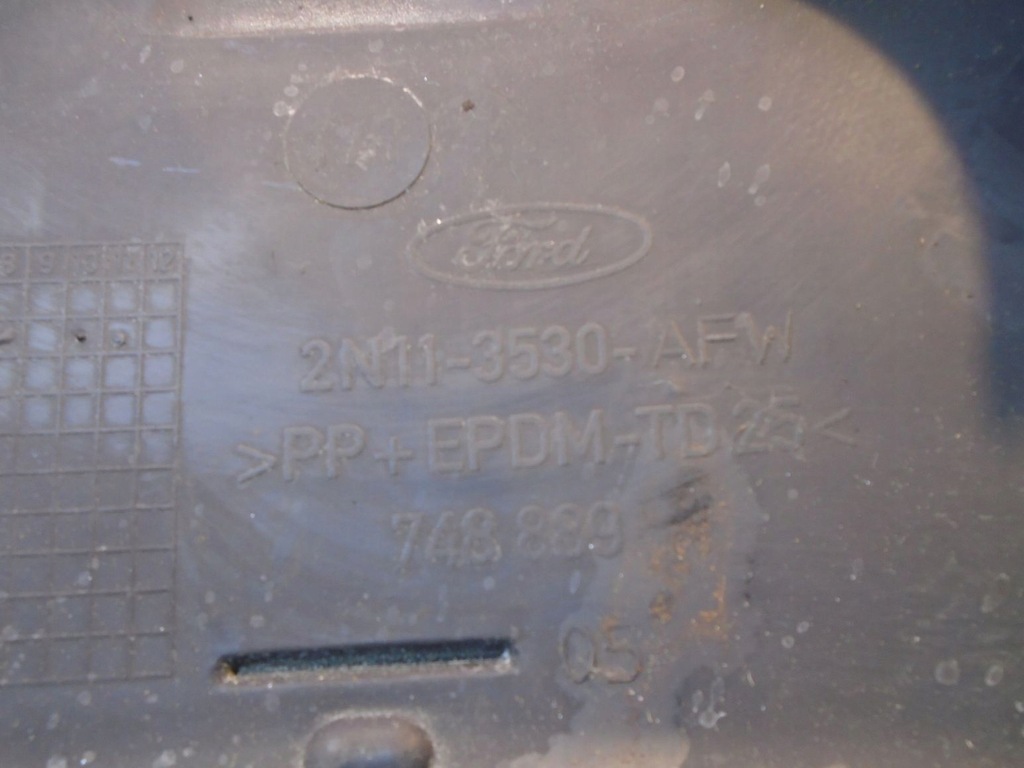 Ford
2N11-3530-AFW
>PP+EPDM-TD25<
748 889
05